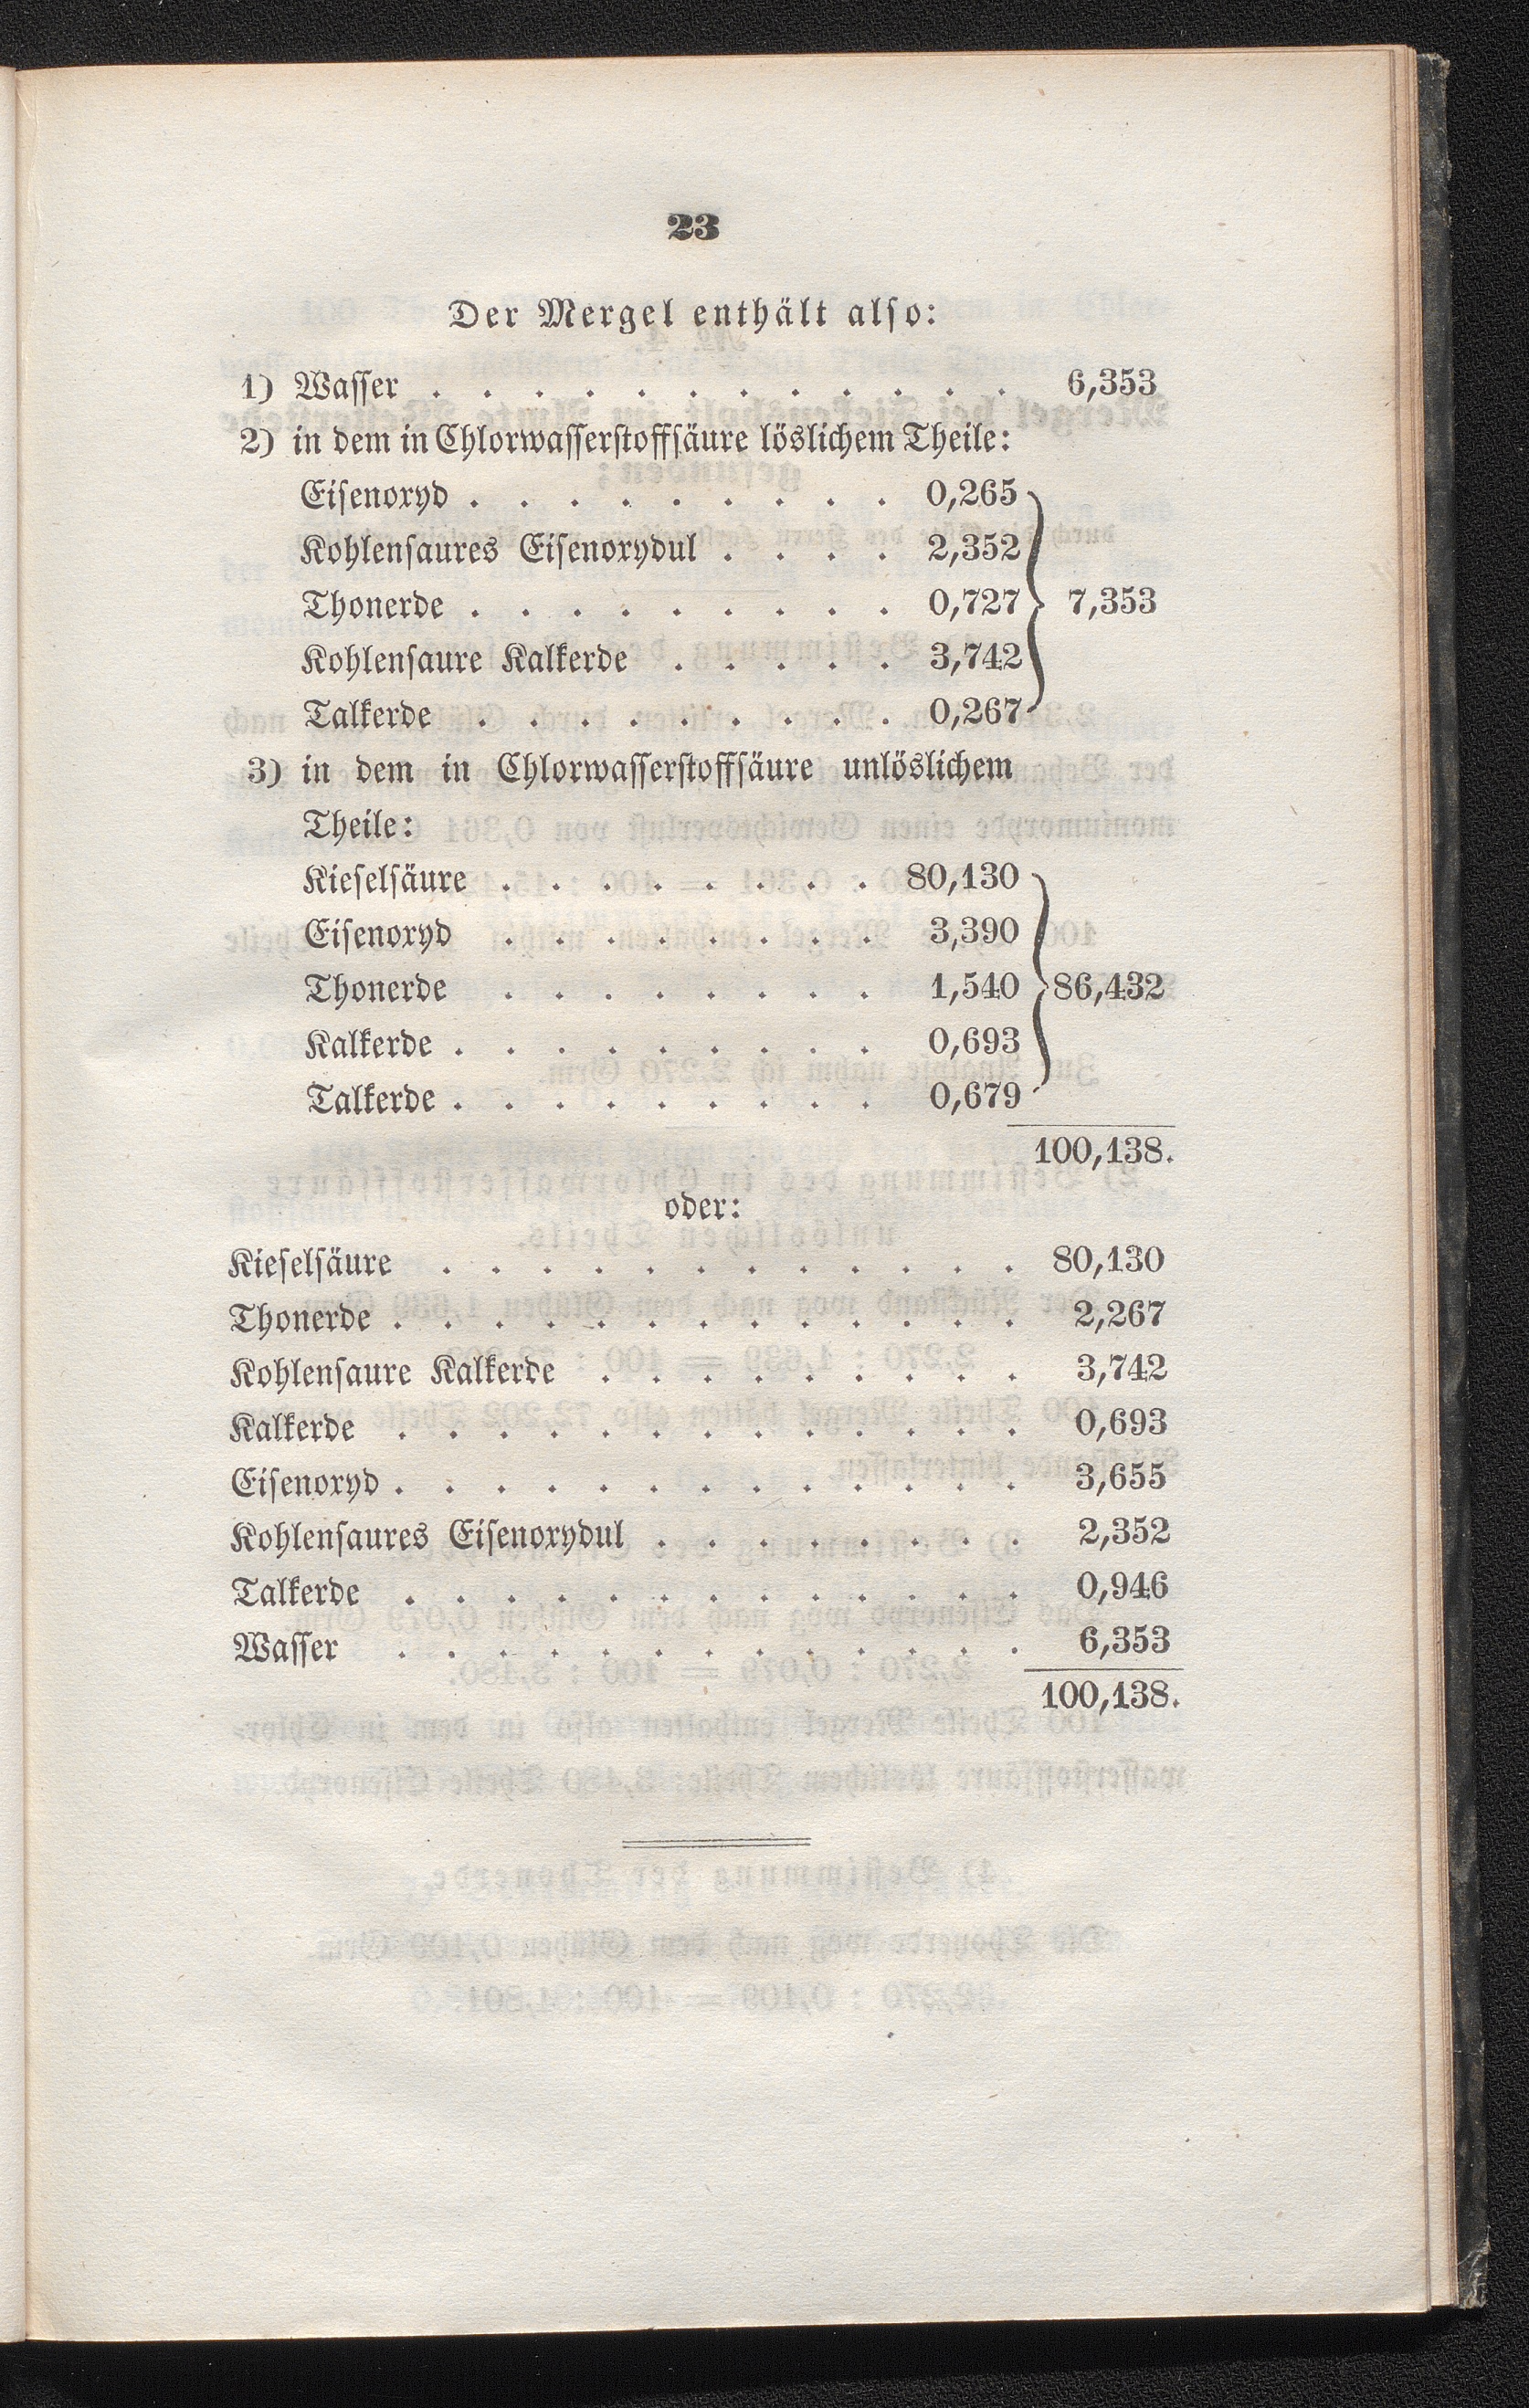 23
Der Mergel enthält also:
1) Wasser . . . . . . . . . . . . 6,353
2) in dem in Chlorwasserstoffsäure löslichem Theile:
Eisenoxyd . . . . . . . . . 0,265
Kohlensaures Eisenoxydul . . . . 2,352
Thonerde . . . . . . . . . 0,727 } 7,353
Kohlensaure Kalkerde . . . . . 3,742
Talkerde . . . . . . . . . 0,267
3) in dem in Chlorwasserstoffsäure unlöslichem
Theile:
Kieselsäure . . . . . . . . 80,130
Eisenoxyd . . . . . . . . 3,390
Thonerde . . . . . . . . 1,540 } 86,432
Kalkerde . . . . . . . . . 0,693
Talkerde . . . . . . . . . 0,679
100,138.
oder:
Kieselsäure . . . . . . . . . . . . 80,130
Thonerde . . . . . . . . . . . . . 2,267
Kohlensaure Kalkerde . . . . . . . . . 3,742
Kalkerde . . . . . . . . . . . . . 0,693
Eisenoxyd . . . . . . . . . . . . . 3,655
Kohlensaures Eisenoxydul . . . . . . . . 2,352
Talkerde . . . . . . . . . . . . . 0,946
Wasser . . . . . . . . . . . . . 6,353
100,138.